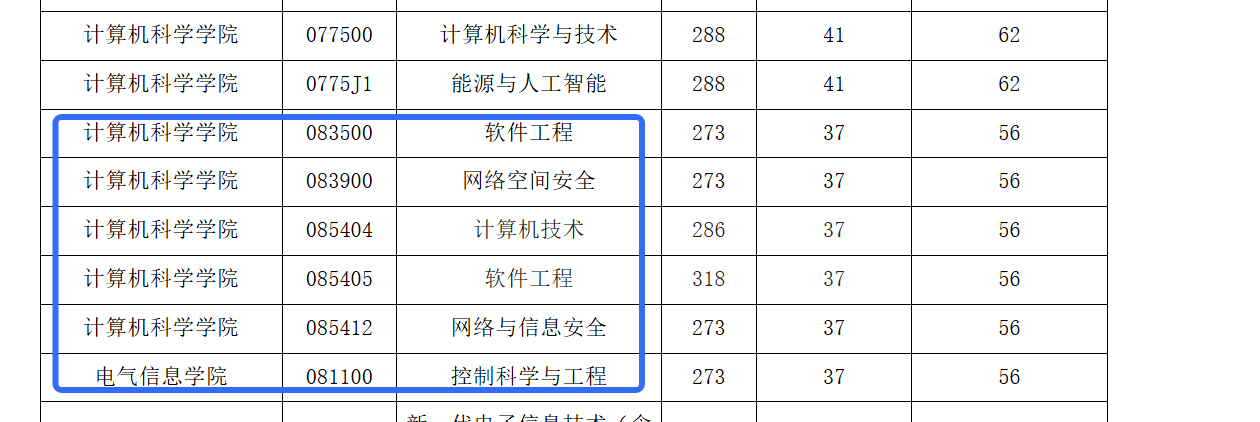 计算机科学学院 077500 计算机科学与技术 288 41 62
计算机科学学院 0775J1 能源与人工智能 288 41 62
计算机科学学院 083500 软件工程 273 37 56
计算机科学学院 083900 网络空间安全 273 37 56
计算机科学学院 085404 计算机技术 286 37 56
计算机科学学院 085405 软件工程 318 37 56
计算机科学学院 085412 网络与信息安全 273 37 56
电气信息学院 081100 控制科学与工程 273 37 56